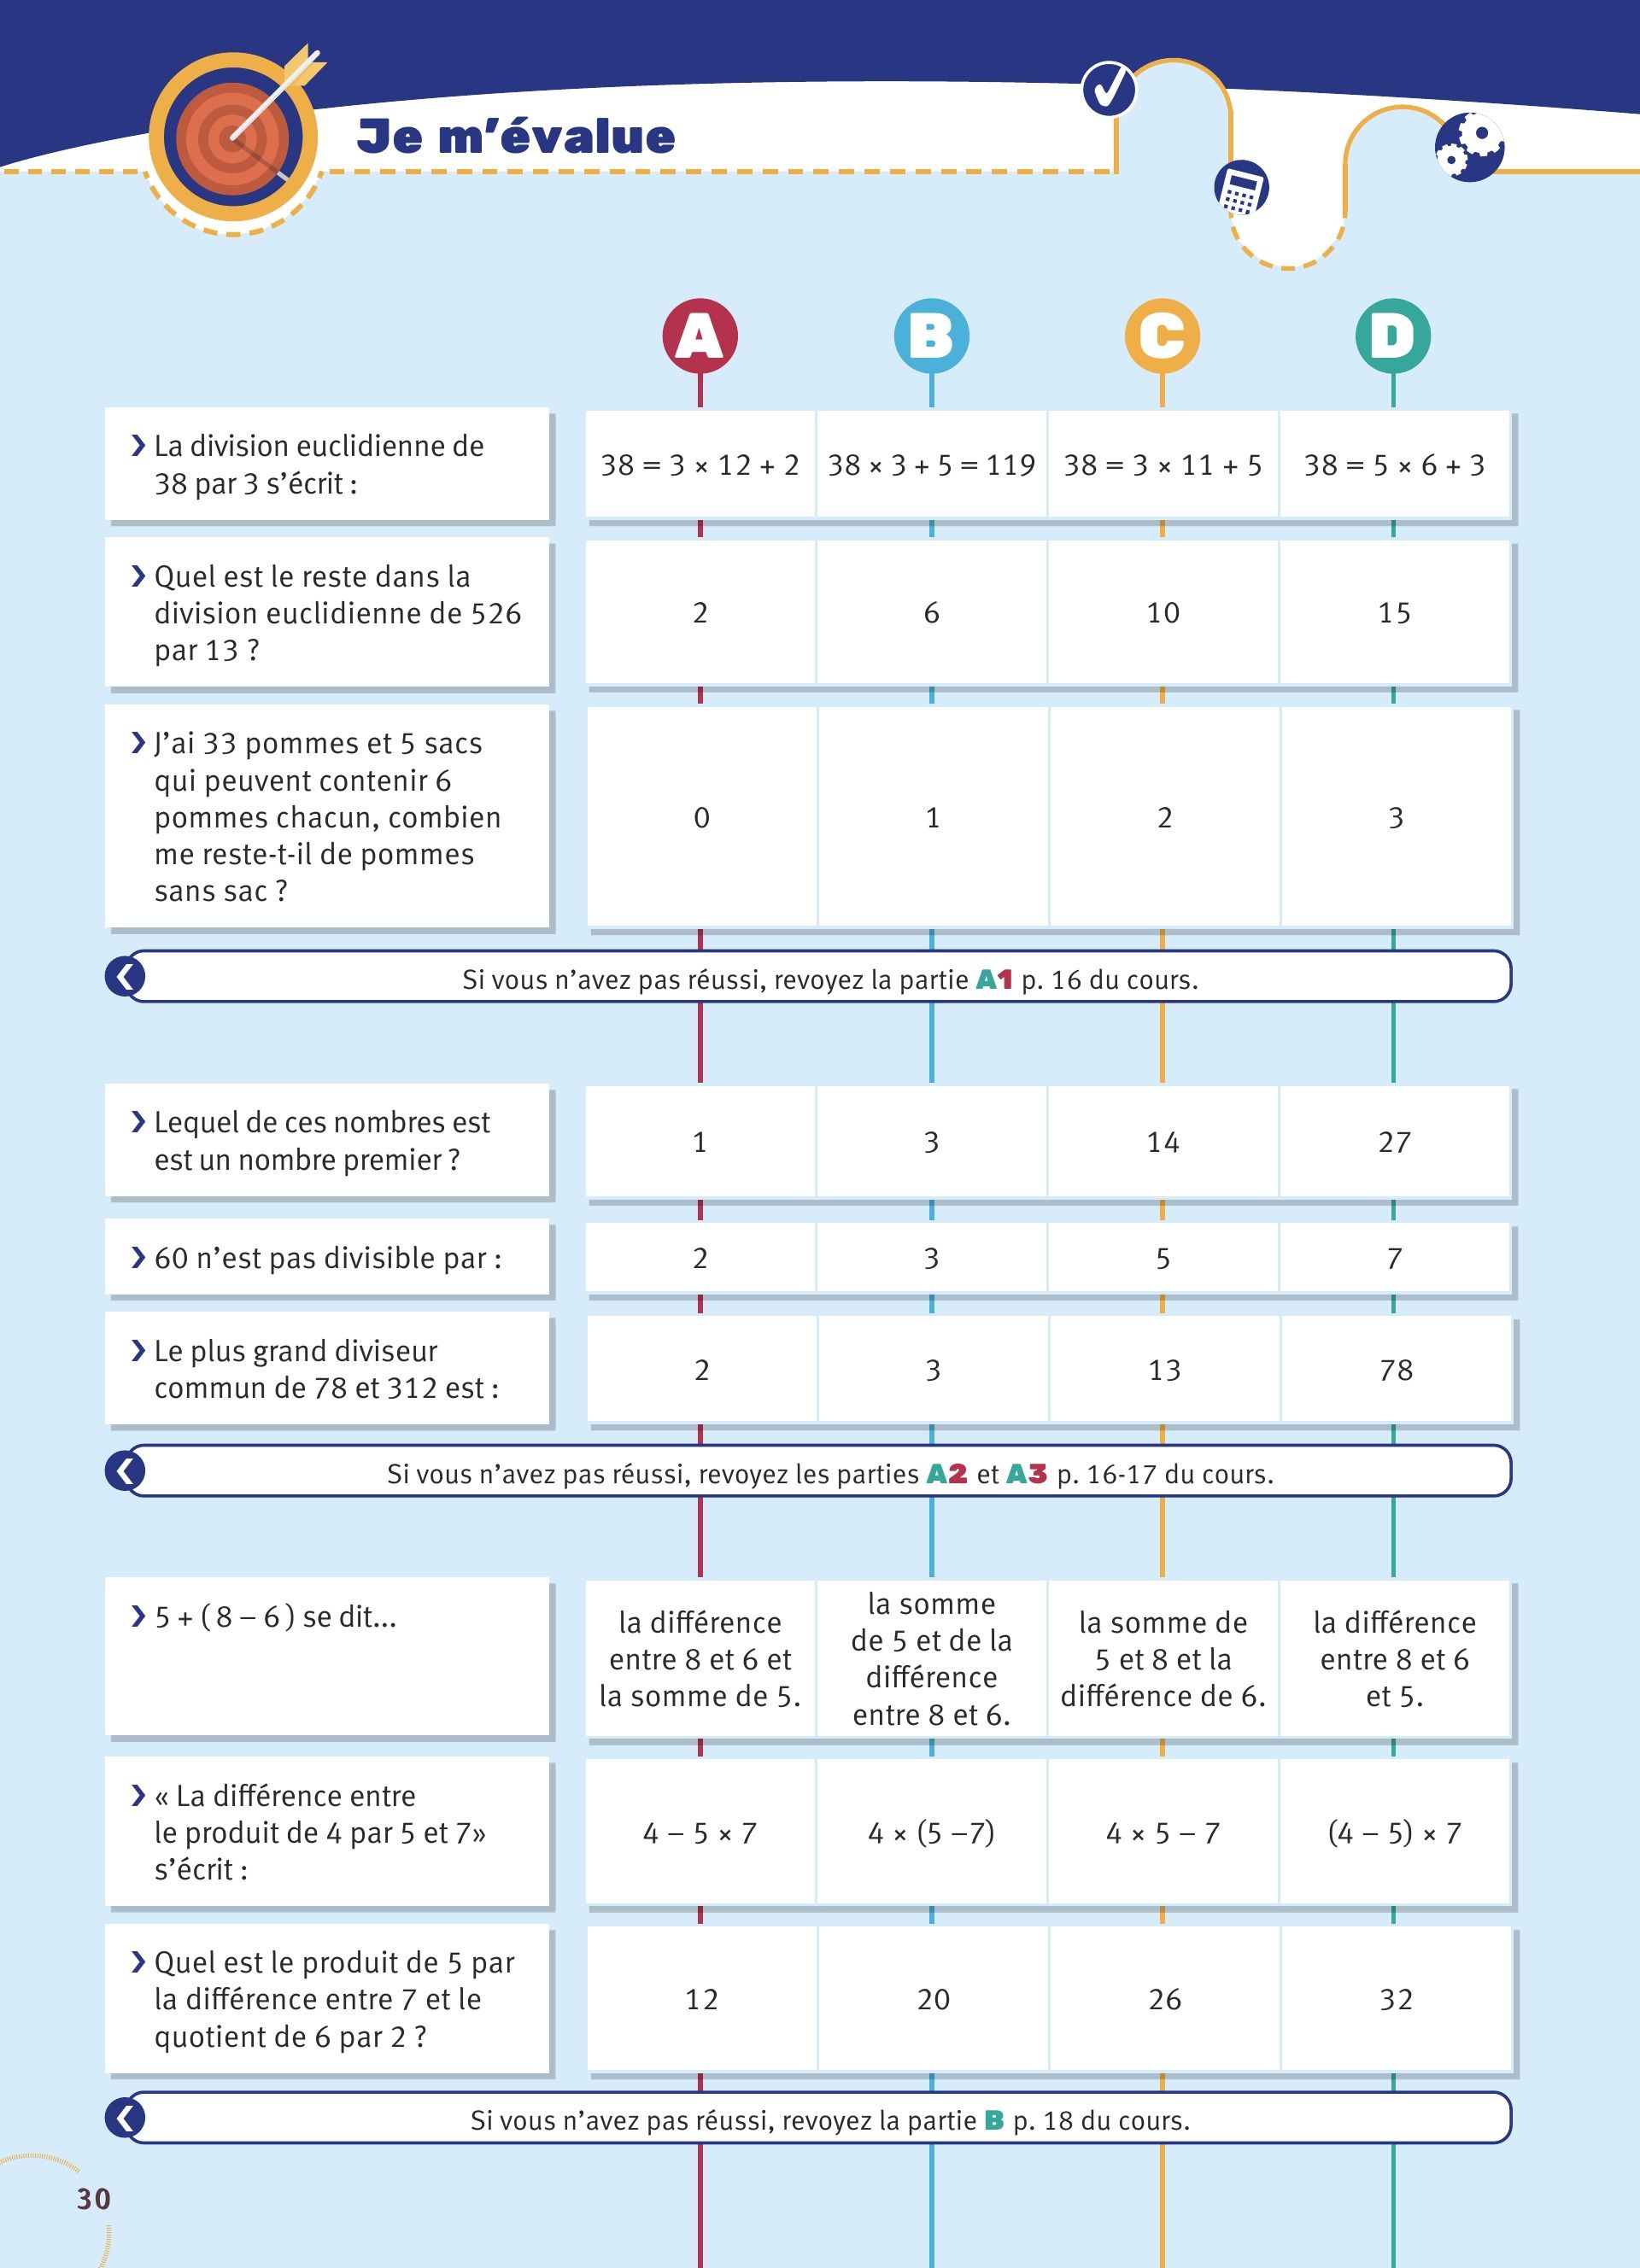 Je m’évalue
A B C D
❯ La division euclidienne de
38 par 3 s’écrit :
38 = 3 × 12 + 2 38 × 3 + 5 = 119 38 = 3 × 11 + 5 38 = 5 × 6 + 3
❯ Quel est le reste dans la
division euclidienne de 526
par 13 ?
2 6 10 15
❯ J’ai 33 pommes et 5 sacs
qui peuvent contenir 6
pommes chacun, combien
me reste-t-il de pommes
sans sac ?
0 1 2 3
Si vous n’avez pas réussi, revoyez la partie A1 p. 16 du cours.
❯ Lequel de ces nombres est
est un nombre premier ?
1 3 14 27
❯ 60 n’est pas divisible par :
2 3 5 7
❯ Le plus grand diviseur
commun de 78 et 312 est :
2 3 13 78
Si vous n’avez pas réussi, revoyez les parties A2 et A3 p. 16-17 du cours.
❯ 5 + ( 8 – 6 ) se dit...
la différence
entre 8 et 6 et
la somme de 5.
la somme
de 5 et de la
différence
entre 8 et 6.
la somme de
5 et 8 et la
différence de 6.
la différence
entre 8 et 6
et 5.
❯ « La différence entre
le produit de 4 par 5 et 7»
s’écrit :
4 – 5 × 7 4 × (5 –7) 4 × 5 – 7 (4 – 5) × 7
❯ Quel est le produit de 5 par
la différence entre 7 et le
quotient de 6 par 2 ?
12 20 26 32
Si vous n’avez pas réussi, revoyez la partie B p. 18 du cours.
30